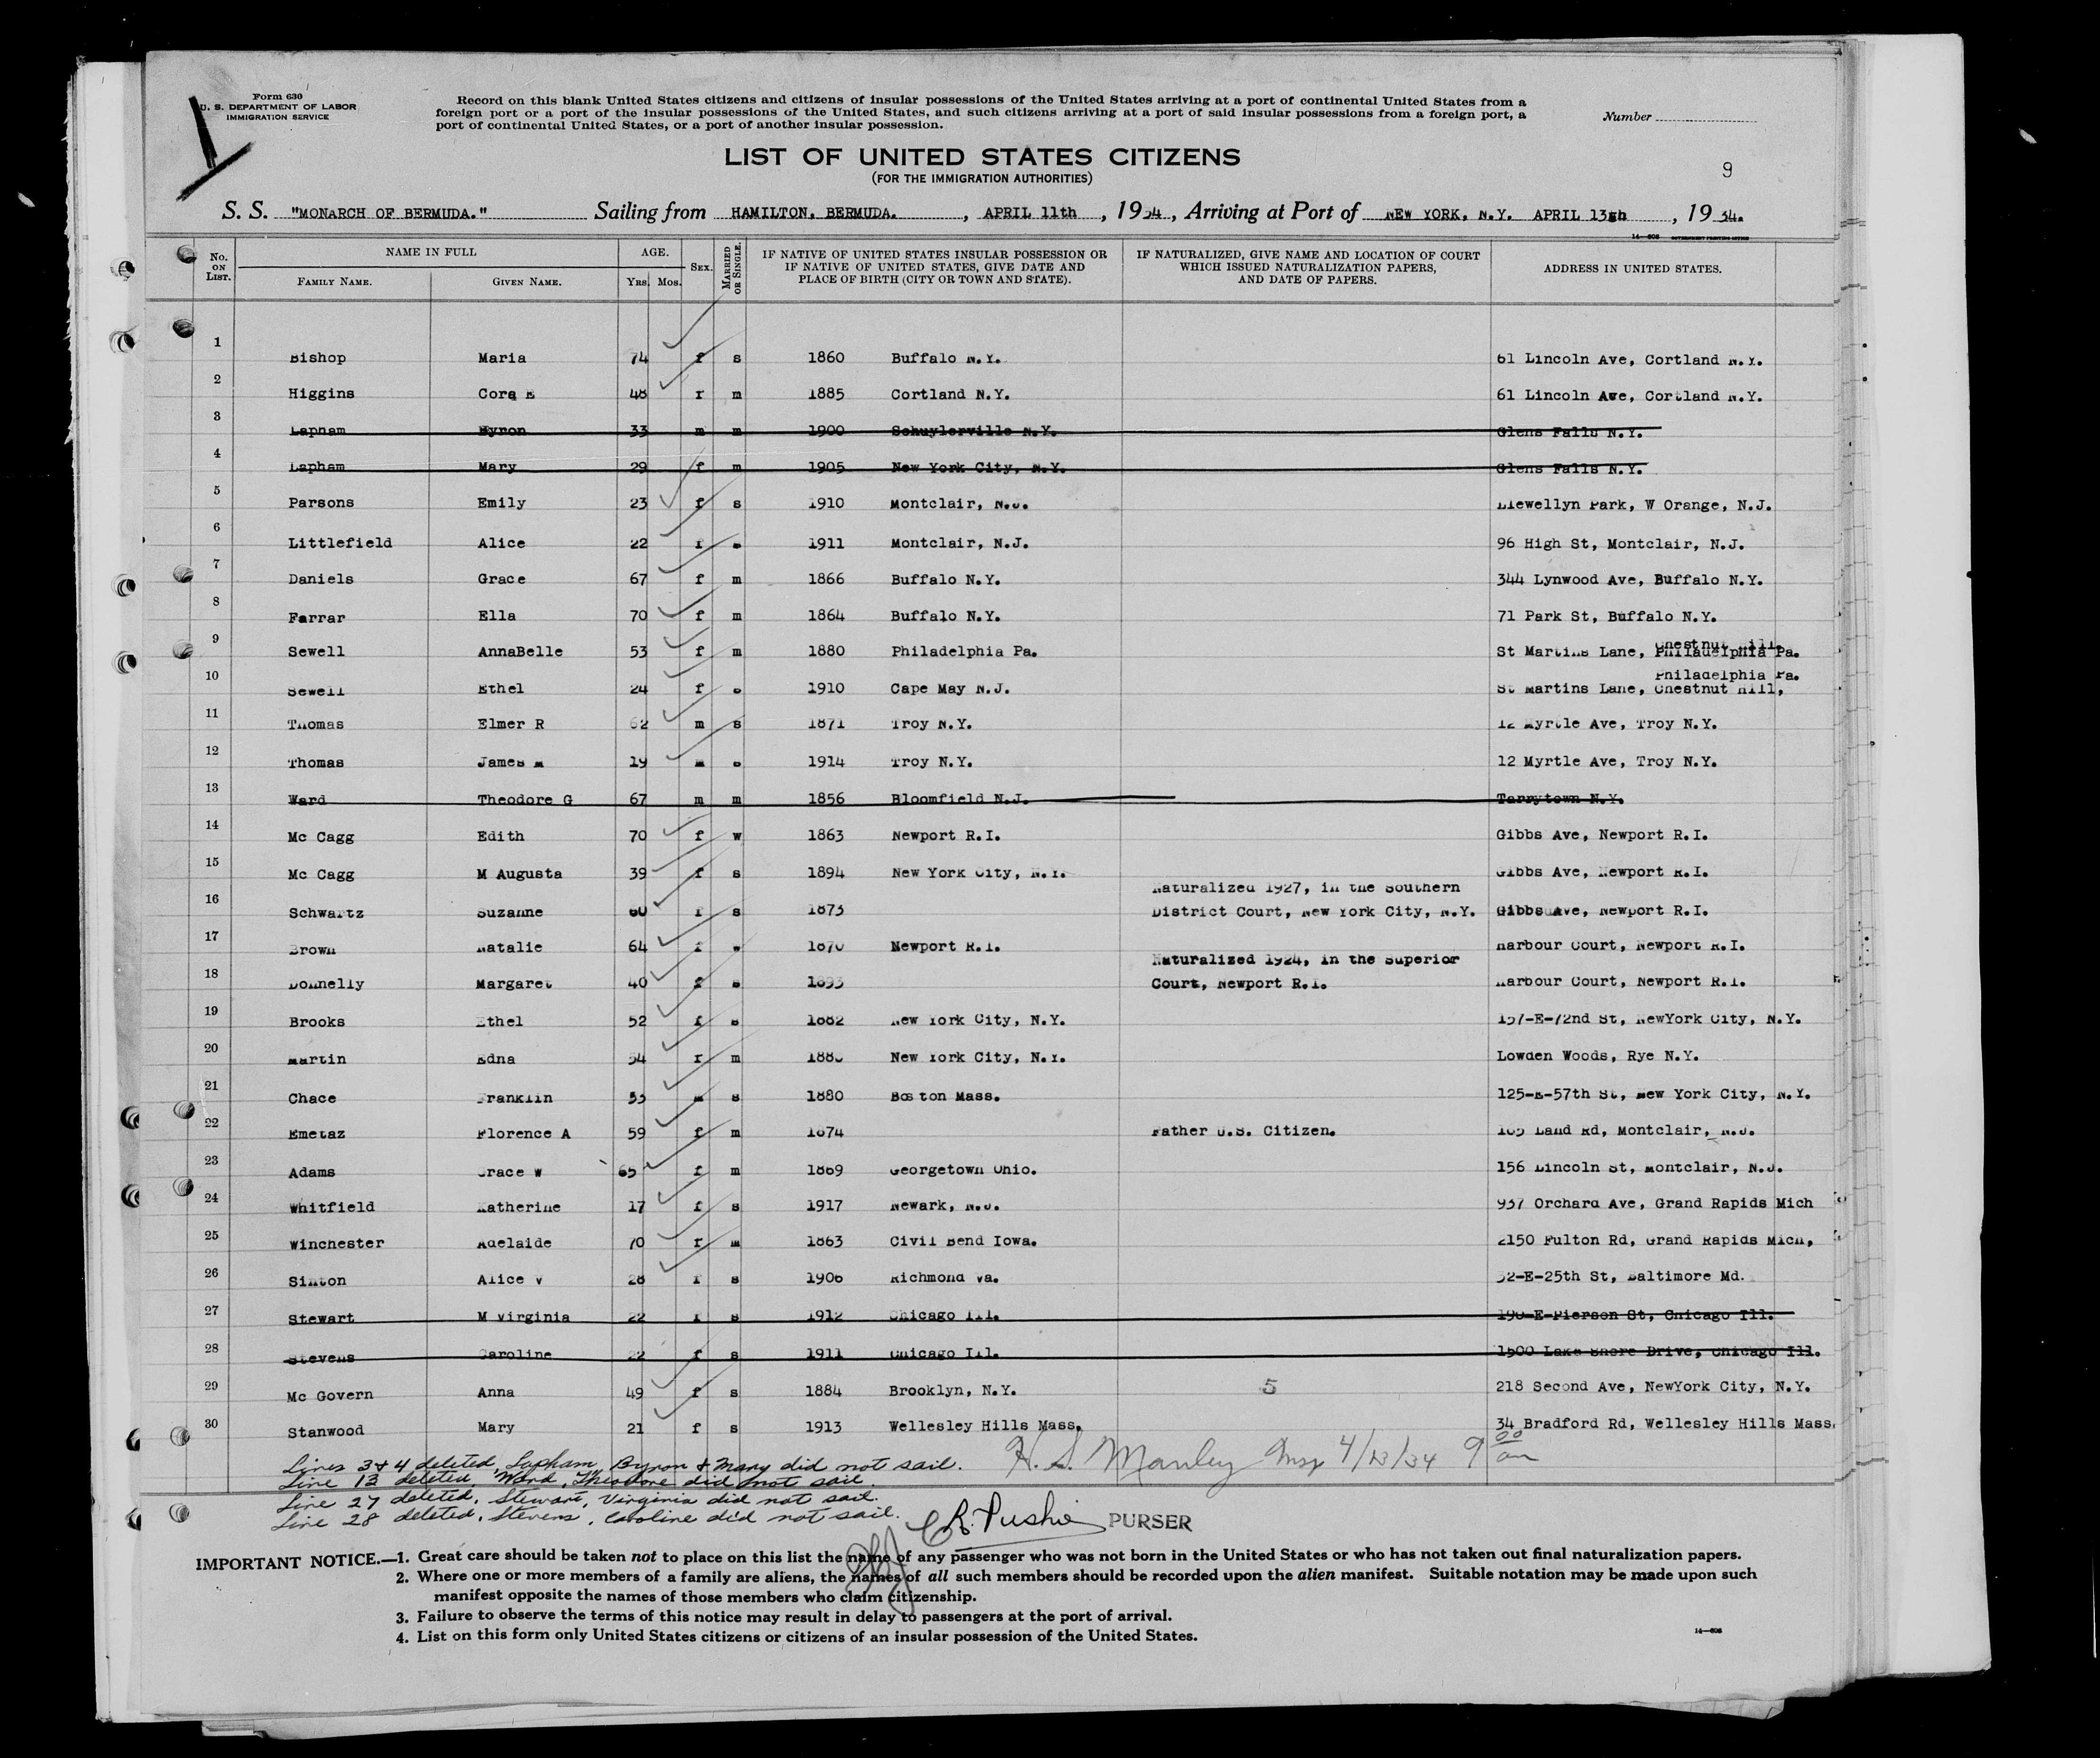 Form 630
U. S. DEPARTMENT OF LABOR
IMMIGRATION SERVICE
Record on this blank United States citizens and citizens of insular possessions of the United States arriving at a port of continental United States from a
foreign port or a port of the insular possessions of the United States, and such citizens arriving at a port of said insular possessions from a foreign port, a
port of continental United States, or a port of another insular possession.
Number
LIST OF UNITED STATES CITIZENS
(FOR THE IMMIGRATION AUTHORITIES)
9
S. S. "MONARCH OF BERMUDA." Sailing from HAMILTON, BERMUDA. , APRIL 11th , 1934 , Arriving at Port of NEW YORK, N.Y. APRIL 13th , 1934.
No. ON LIST. NAME IN FULL FAMILY NAME. GIVEN NAME. AGE. YRS. MOS. SEX. MARRIED OR SINGLE. IF NATIVE OF UNITED STATES INSULAR POSSESSION OR IF NATIVE OF UNITED STATES, GIVE DATE AND PLACE OF BIRTH (CITY OR TOWN AND STATE). IF NATURALIZED, GIVE NAME AND LOCATION OF COURT WHICH ISSUED NATURALIZATION PAPERS, AND DATE OF PAPERS. ADDRESS IN UNITED STATES.
1 Bishop Maria 74 f s 1860 Buffalo N.Y. 61 Lincoln Ave, Cortland N.Y.
2 Higgins Cora E 48 f m 1885 Cortland N.Y. 61 Lincoln Ave, Cortland N.Y.
3 Lapham Byron 33 m m 1900 Schuylerville N.Y. Glens Falls N.Y.
4 Lapham Mary 29 f m 1905 New York City, N.Y. Glens Falls N.Y.
5 Parsons Emily 23 f s 1910 Montclair, N.J. Llewellyn Park, W Orange, N.J.
6 Littlefield Alice 22 f s 1911 Montclair, N.J. 96 High St, Montclair, N.J.
7 Daniels Grace 67 f m 1866 Buffalo N.Y. 344 Lynwood Ave, Buffalo N.Y.
8 Farrar Ella 70 f m 1864 Buffalo N.Y. 71 Park St, Buffalo N.Y.
9 Sewell AnnaBelle 53 f m 1880 Philadelphia Pa. St Martins Lane, Chestnut Hill, Philadelphia Pa.
10 Sewell Ethel 24 f s 1910 Cape May N.J. St Martins Lane, Chestnut Hill, Philadelphia Pa.
11 Thomas Elmer R 62 m s 1871 Troy N.Y. 12 Myrtle Ave, Troy N.Y.
12 Thomas James M 19 m s 1914 Troy N.Y. 12 Myrtle Ave, Troy N.Y.
13 Ward Theodore G 67 m m 1856 Bloomfield N.J. Tarrytown N.Y.
14 Mc Cagg Edith 70 f w 1863 Newport R.I. Gibbs Ave, Newport R.I.
15 Mc Cagg M Augusta 39 f s 1894 New York City, N.Y. Gibbs Ave, Newport R.I.
16 Schwartz Suzanne 60 f s 1873 Naturalized 1927, in the Southern District Court, New York City, N.Y. Gibbs Ave, Newport R.I.
17 Brown Natalie 64 f w 1870 Newport R.I. Harbour Court, Newport R.I.
18 Donnelly Margaret 40 f s 1893 Naturalized 1924, in the Superior Court, Newport R.I. Harbour Court, Newport R.I.
19 Brooks Ethel 52 f s 1882 New York City, N.Y. 157-E-72nd St, NewYork City, N.Y.
20 Martin Edna 54 f m New York City, N.Y. Lowden Woods, Rye N.Y.
21 Chace Franklin 53 m s 1880 Boston Mass. 125-E-57th St, New York City, N.Y.
22 Emetaz Florence A 59 f m 1874 Father U.S. Citizen. Land Rd, Montclair, N.J.
23 Adams Grace W 65 f m 1869 Georgetown Ohio. 156 Lincoln St, Montclair, N.J.
24 Whitfield Katherine 17 f s 1917 Newark, N.J. 937 Orchard Ave, Grand Rapids Mich
25 Winchester Adelaide 70 f m 1863 Civil Bend Iowa. 2150 Fulton Rd, Grand Rapids Mich,
26 Sinton Alice V 28 f s 1906 Richmond Va. 32-E-25th St, Baltimore Md.
27 Stewart M Virginia 22 f s 1912 Chicago Ill. 190-E-Pierson St, Chicago Ill.
28 Stevens Caroline 22 f s 1911 Chicago Ill. 1500 Lake Shore Drive, Chicago Ill.
29 Mc Govern Anna 49 f s 1884 Brooklyn, N.Y. 5 218 Second Ave, NewYork City, N.Y.
30 Stanwood Mary 21 f s 1913 Wellesley Hills Mass. 34 Bradford Rd, Wellesley Hills Mass.
Lines 3 & 4 deleted, Lapham, Byron & Mary did not sail. H. S. Manley Insp 4/13/34 9 00 am
Line 13 deleted Ward, Theodore did not sail
Line 27 deleted, Stewart, Virginia did not sail.
Line 28 deleted, Stevens, Caroline did not sail.
PURSER
IMPORTANT NOTICE.—1. Great care should be taken not to place on this list the name of any passenger who was not born in the United States or who has not taken out final naturalization papers.
2. Where one or more members of a family are aliens, the names of all such members should be recorded upon the alien manifest. Suitable notation may be made upon such
manifest opposite the names of those members who claim citizenship.
3. Failure to observe the terms of this notice may result in delay to passengers at the port of arrival.
4. List on this form only United States citizens or citizens of an insular possession of the United States.
14—608